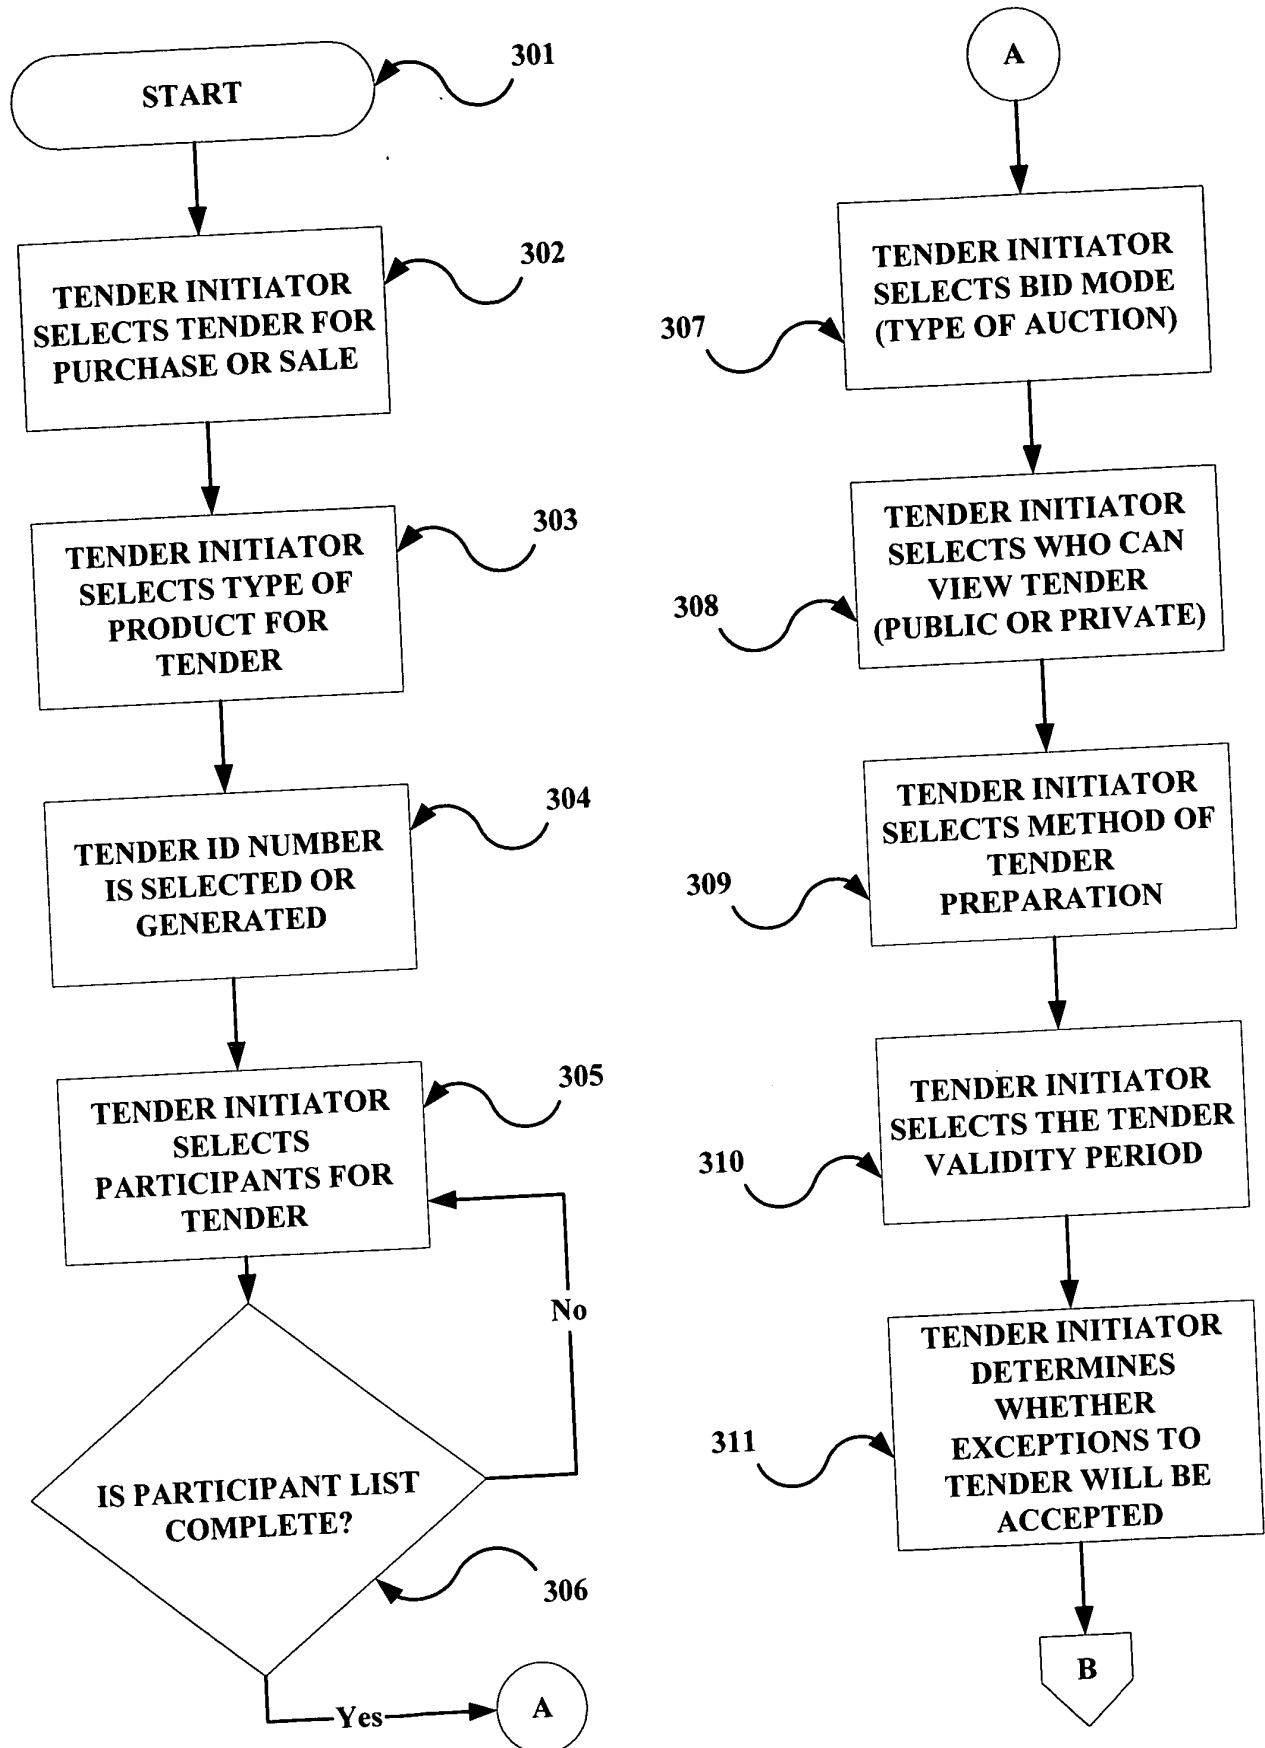 START
301
TENDER INITIATOR
SELECTS TENDER FOR
PURCHASE OR SALE
302
TENDER INITIATOR
SELECTS TYPE OF
PRODUCT FOR
TENDER
303
TENDER ID NUMBER
IS SELECTED OR
GENERATED
304
TENDER INITIATOR
SELECTS
PARTICIPANTS FOR
TENDER
305
No
IS PARTICIPANT LIST
COMPLETE?
306
Yes
A
A
TENDER INITIATOR
SELECTS BID MODE
(TYPE OF AUCTION)
307
TENDER INITIATOR
SELECTS WHO CAN
VIEW TENDER
(PUBLIC OR PRIVATE)
308
TENDER INITIATOR
SELECTS METHOD OF
TENDER
PREPARATION
309
TENDER INITIATOR
SELECTS THE TENDER
VALIDITY PERIOD
310
TENDER INITIATOR
DETERMINES
WHETHER
EXCEPTIONS TO
TENDER WILL BE
ACCEPTED
311
B